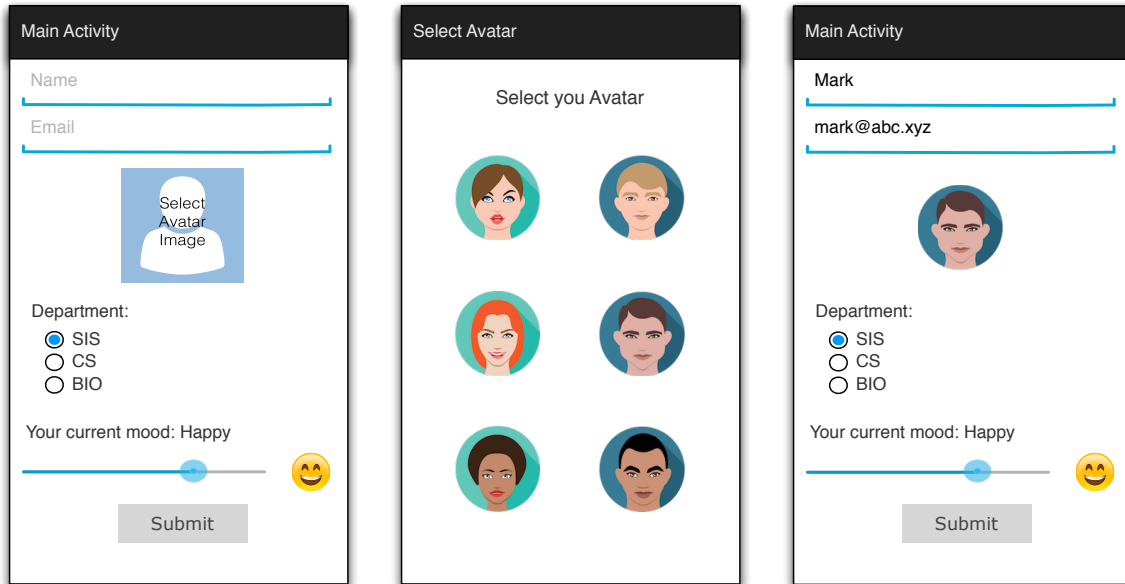 Main Activity
Name
Email
Select
Avatar
Image
Department:
SIS
CS
BIO
Your current mood: Happy
Submit
Select Avatar
Select you Avatar
Main Activity
Mark
mark@abc.xyz
Department:
SIS
CS
BIO
Your current mood: Happy
Submit